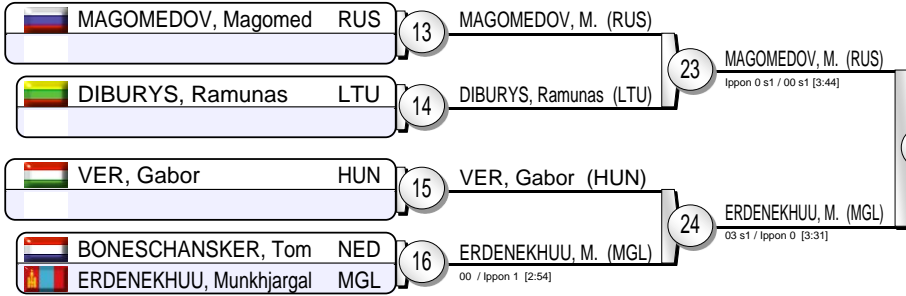 MAGOMEDOV, Magomed RUS
13
MAGOMEDOV, M. (RUS)
23
MAGOMEDOV, M. (RUS)
Ippon 0 s1 / 00 s1 [3:44]
DIBURYS, Ramunas LTU
14
DIBURYS, Ramunas (LTU)
VER, Gabor HUN
15
VER, Gabor (HUN)
24
ERDENEKHUU, M. (MGL)
03 s1 / Ippon 0 [3:31]
BONESCHANSKER, Tom NED
ERDENEKHUU, Munkhjargal MGL
16
ERDENEKHUU, M. (MGL)
00 / Ippon 1 [2:54]